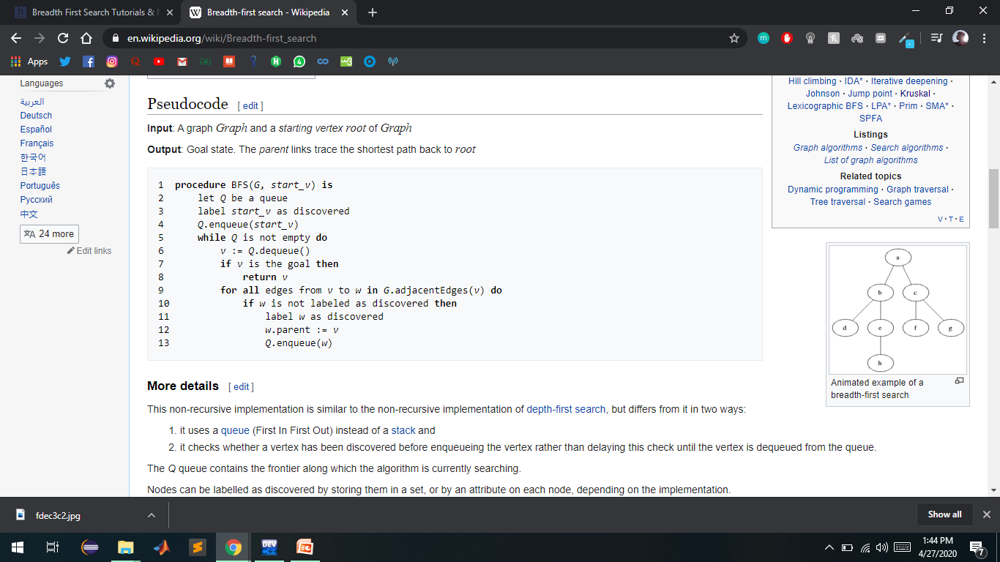 Breadth First Search Tutorials &
Breadth-first search - Wikipedia
en.wikipedia.org/wiki/Breadth-first_search
Apps
Languages
العربية
Deutsch
Español
Français
한국어
日本語
Português
Русский
中文
24 more
Edit links
Pseudocode [ edit ]
Input: A graph Graph and a starting vertex root of Graph
Output: Goal state. The parent links trace the shortest path back to root
1 procedure BFS(G, start_v) is
2 let Q be a queue
3 label start_v as discovered
4 Q.enqueue(start_v)
5 while Q is not empty do
6 v := Q.dequeue()
7 if v is the goal then
8 return v
9 for all edges from v to w in G.adjacentEdges(v) do
10 if w is not labeled as discovered then
11 label w as discovered
12 w.parent := v
13 Q.enqueue(w)
More details [ edit ]
This non-recursive implementation is similar to the non-recursive implementation of depth-first search, but differs from it in two ways:
1. it uses a queue (First In First Out) instead of a stack and
2. it checks whether a vertex has been discovered before enqueueing the vertex rather than delaying this check until the vertex is dequeued from the queue.
The Q queue contains the frontier along which the algorithm is currently searching.
Nodes can be labelled as discovered by storing them in a set, or by an attribute on each node, depending on the implementation.
Hill climbing · IDA* · Iterative deepening ·
Johnson · Jump point · Kruskal ·
Lexicographic BFS · LPA* · Prim · SMA* ·
SPFA
Listings
Graph algorithms · Search algorithms ·
List of graph algorithms
Related topics
Dynamic programming · Graph traversal ·
Tree traversal · Search games
V · T · E
a
b c
d e f g
h
Animated example of a
breadth-first search
fdec3c2.jpg
Show all
DEV
1:44 PM
4/27/2020
7